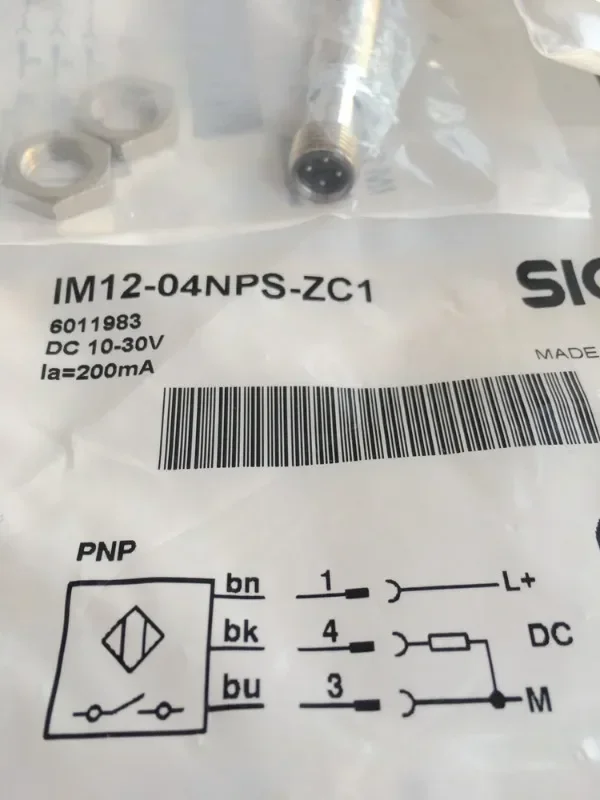 IM12-04NPS-ZC1
6011983
DC 10-30V
Ia=200mA
SIC
MADE
PNP
bn 1 L+
bk 4 DC
bu 3 M